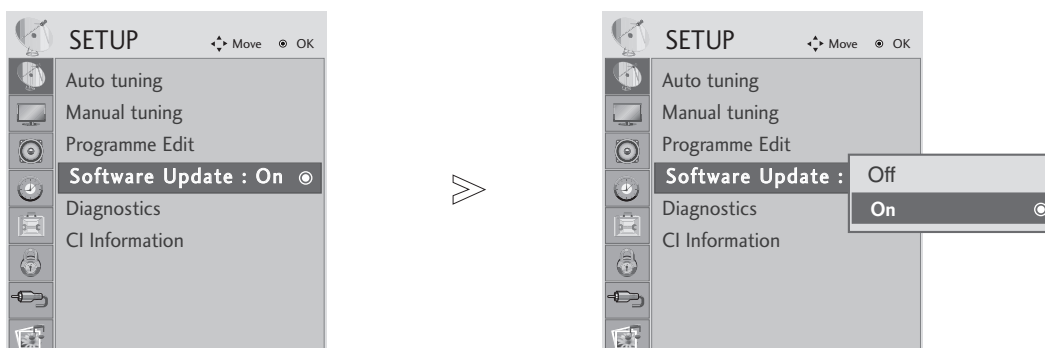 SETUP
Move OK
Auto tuning
Manual tuning
Programme Edit
Software Update : On
Diagnostics
CI Information
SETUP
Move OK
Auto tuning
Manual tuning
Programme Edit
Software Update :
Off
On
Diagnostics
CI Information